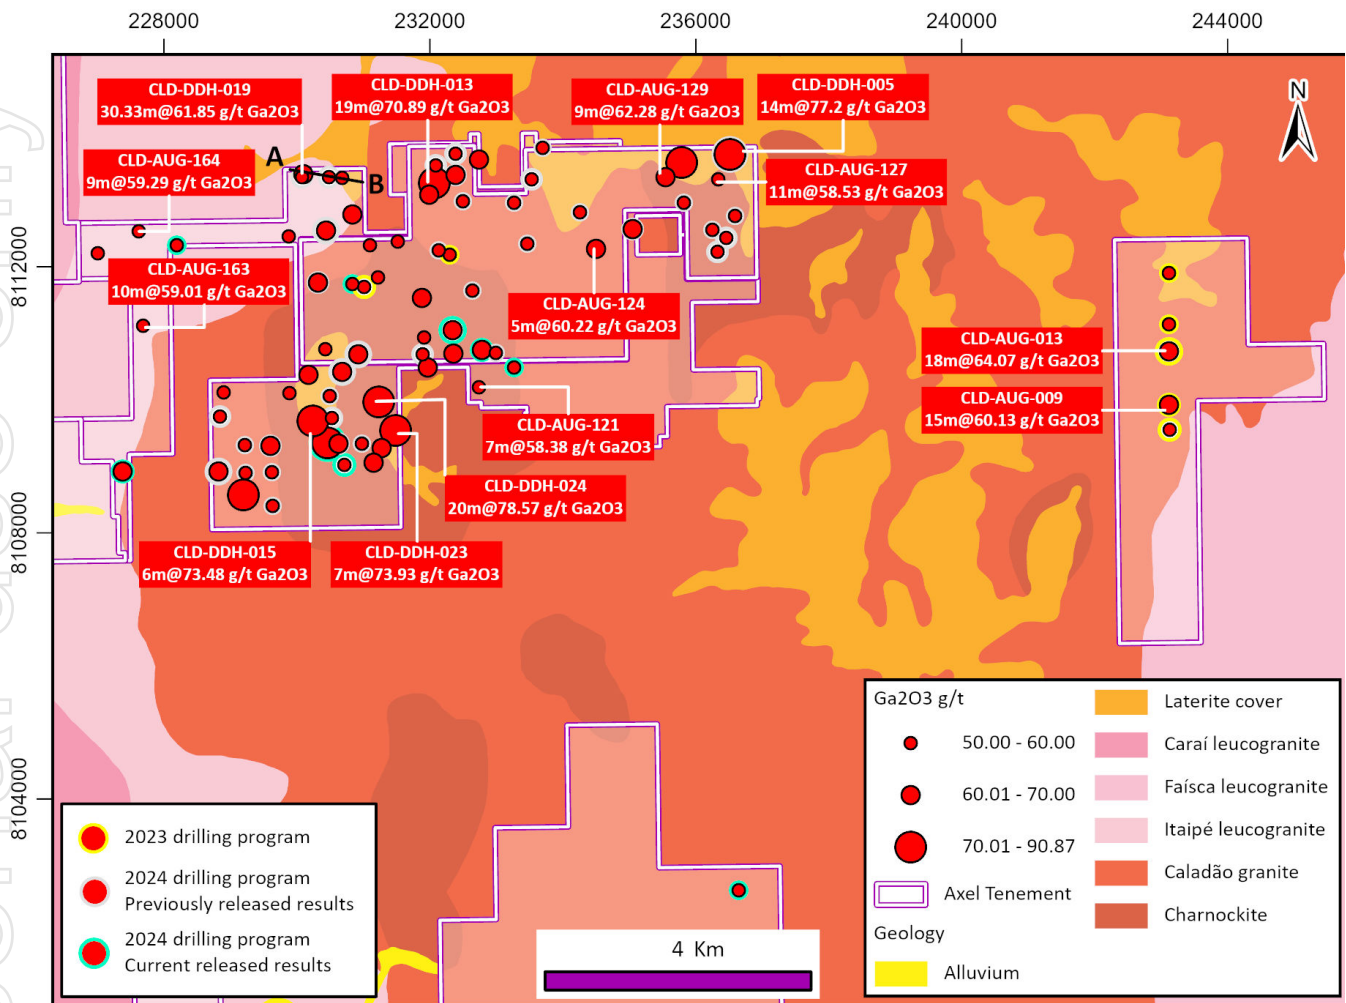 228000
232000
236000
240000
244000
CLD-DDH-019
30.33m@61.85 g/t Ga2O3
CLD-DDH-013
19m@70.89 g/t Ga2O3
CLD-AUG-129
9m@62.28 g/t Ga2O3
CLD-DDH-005
14m@77.2 g/t Ga2O3
N
A
B
CLD-AUG-164
9m@59.29 g/t Ga2O3
CLD-AUG-127
11m@58.53 g/t Ga2O3
8112000
CLD-AUG-163
10m@59.01 g/t Ga2O3
CLD-AUG-124
5m@60.22 g/t Ga2O3
CLD-AUG-013
18m@64.07 g/t Ga2O3
CLD-AUG-009
15m@60.13 g/t Ga2O3
CLD-AUG-121
7m@58.38 g/t Ga2O3
CLD-DDH-024
20m@78.57 g/t Ga2O3
8108000
CLD-DDH-015
6m@73.48 g/t Ga2O3
CLD-DDH-023
7m@73.93 g/t Ga2O3
8104000
2023 drilling program
2024 drilling program
Previously released results
2024 drilling program
Current released results
4 Km
Ga2O3 g/t
50.00 - 60.00
60.01 - 70.00
70.01 - 90.87
Axel Tenement
Geology
Alluvium
Laterite cover
Caraí leucogranite
Faísca leucogranite
Itaipé leucogranite
Caladão granite
Charnockite